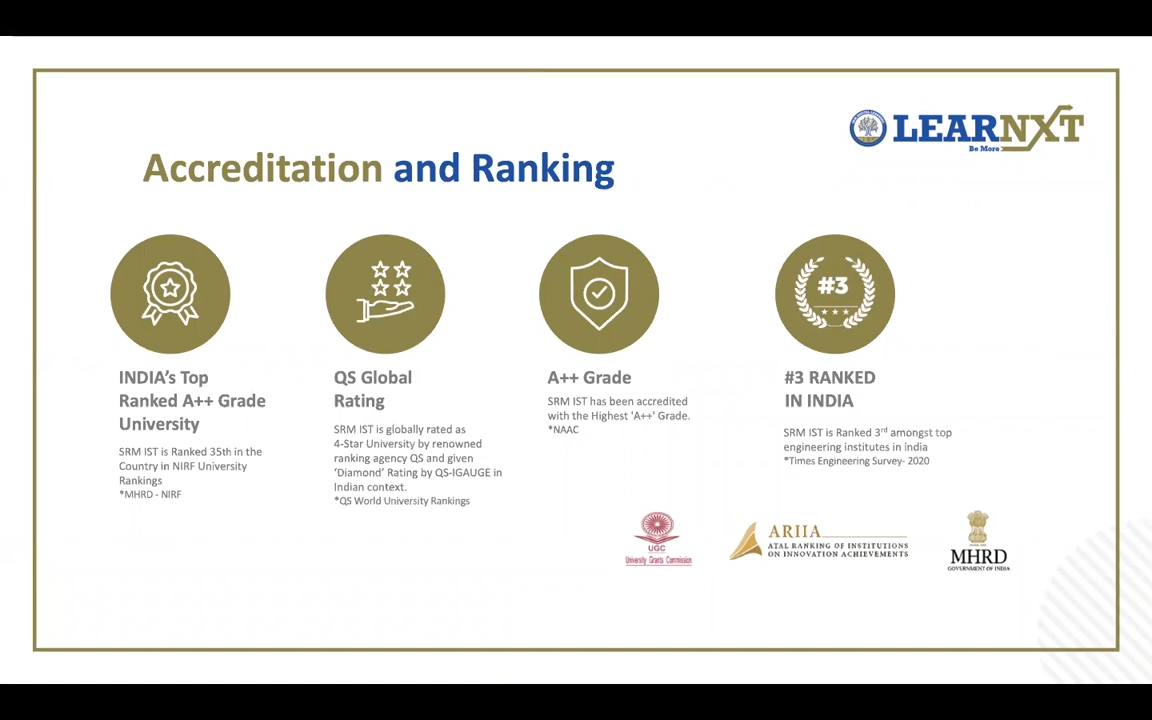 LEARNXT
Be More
Accreditation and Ranking
INDIA's Top
Ranked A++ Grade
University
SRM IST is Ranked 35th in the
Country in NIRF University
Rankings
*MHRD - NIRF
QS Global
Rating
SRM IST is globally rated as
4-Star University by renowned
ranking agency QS and given
'Diamond' Rating by QS-IGAUGE in
Indian context.
*QS World University Rankings
A++ Grade
SRM IST has been accredited
with the Highest 'A++' Grade.
*NAAC
#3
#3 RANKED
IN INDIA
SRM IST is Ranked 3rd amongst top
engineering institutes in india
*Times Engineering Survey- 2020
UGC
University Grants Commission
ARIIA
ATAL RANKING OF INSTITUTIONS
ON INNOVATION ACHIEVEMENTS
MHRD
GOVERNMENT OF INDIA